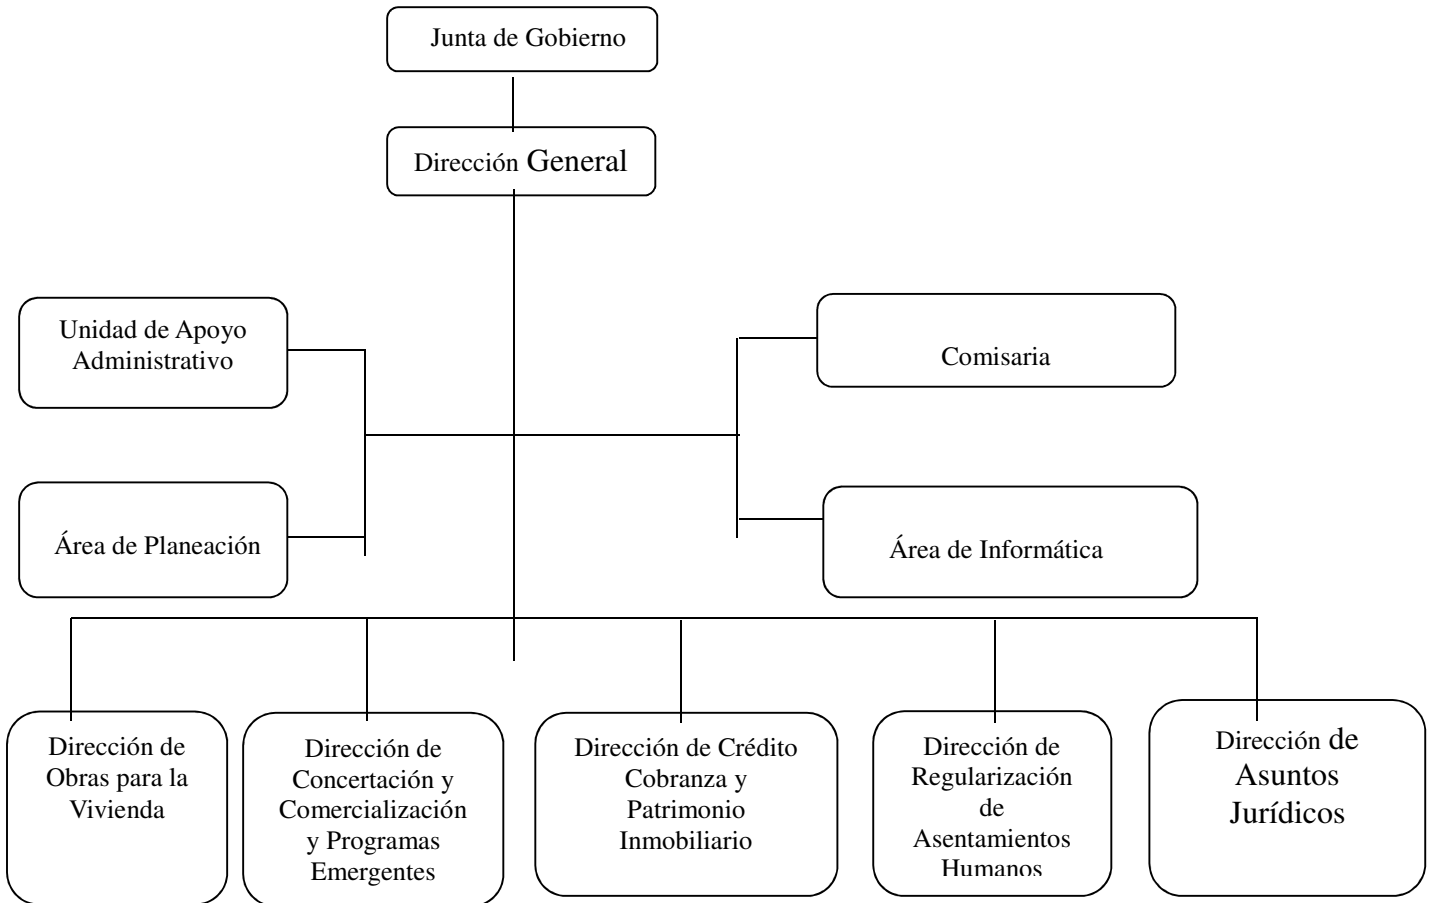 Junta de Gobierno
Dirección General
Unidad de Apoyo
Administrativo
Comisaria
Área de Planeación
Área de Informática
Dirección de
Obras para la
Vivienda
Dirección de
Concertación y
Comercialización
y Programas
Emergentes
Dirección de Crédito
Cobranza y
Patrimonio
Inmobiliario
Dirección de
Regularización
de
Asentamientos
Humanos
Dirección de
Asuntos
Jurídicos